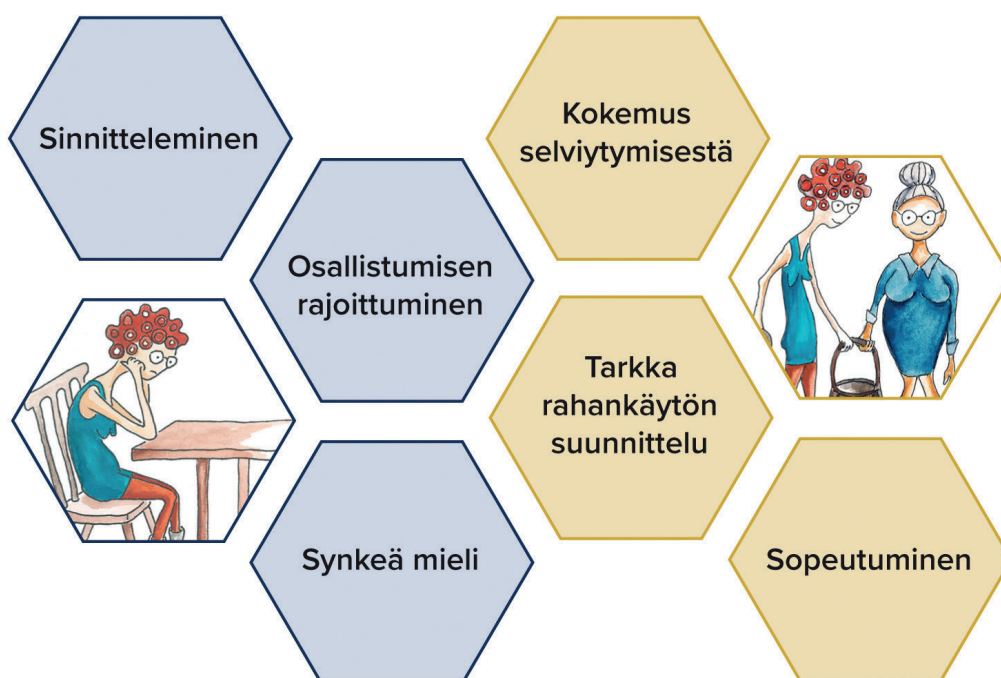 Sinnitteleminen
Osallistumisen
rajoittuminen
Synkeä mieli
Kokemus
selviytymisestä
Tarkka
rahankäytön
suunnittelu
Sopeutuminen